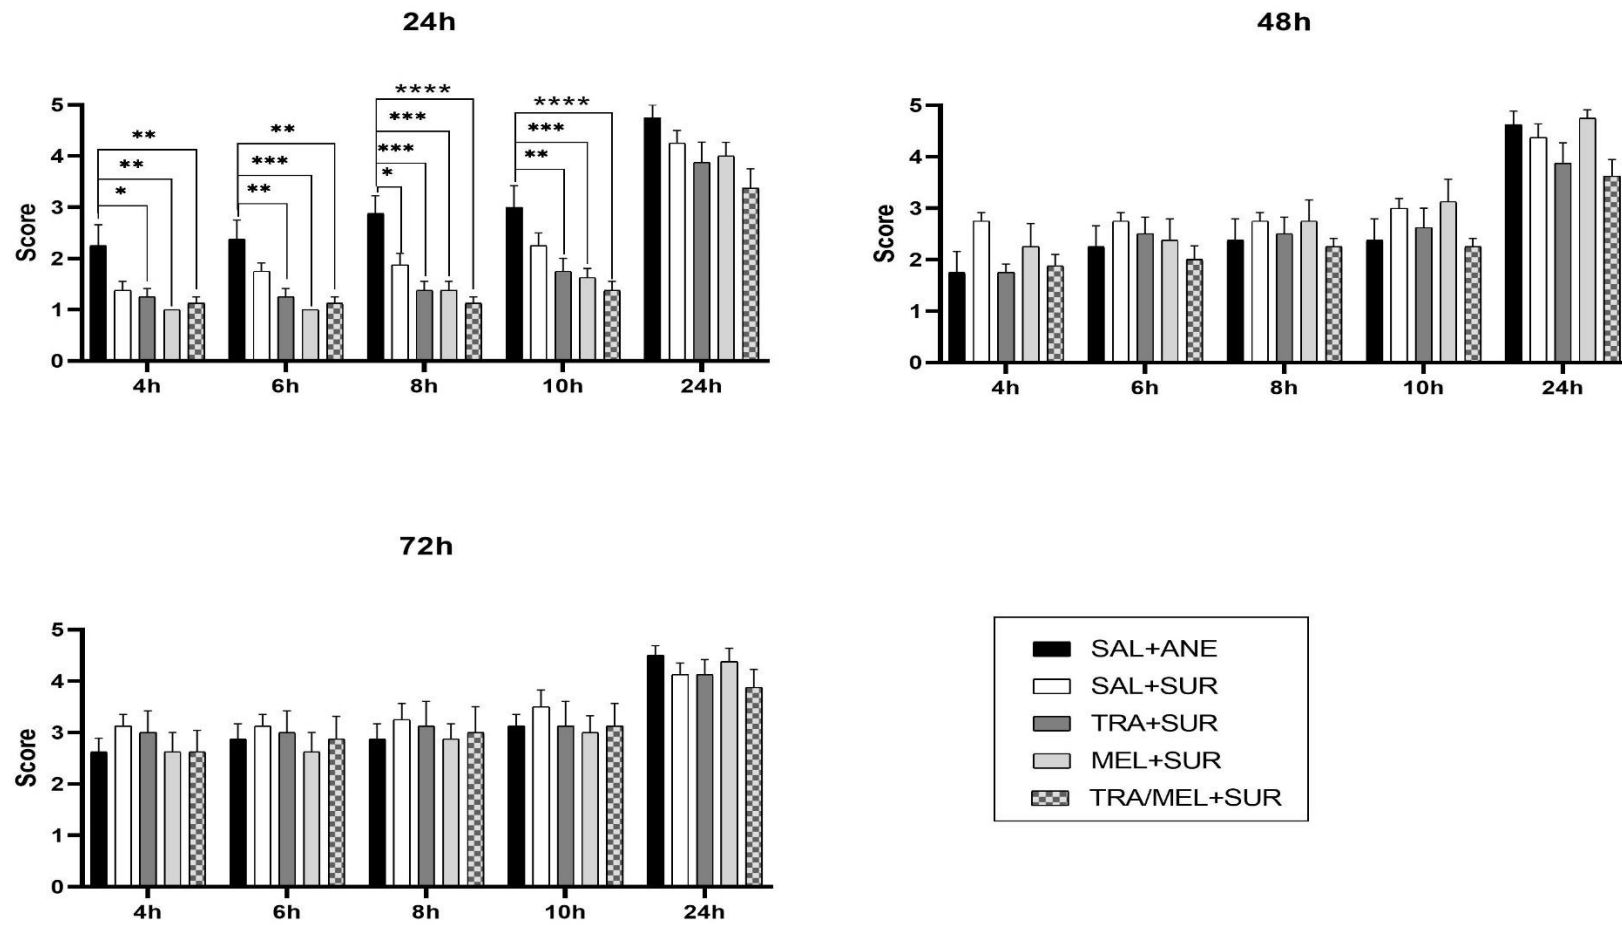 24h
**
**
*
**
***
**
****
***
***
*
****
***
**
Score
5
4
3
2
1
0
4h 6h 8h 10h 24h
48h
Score
5
4
3
2
1
0
4h 6h 8h 10h 24h
72h
Score
5
4
3
2
1
0
4h 6h 8h 10h 24h
SAL+ANE
SAL+SUR
TRA+SUR
MEL+SUR
TRA/MEL+SUR